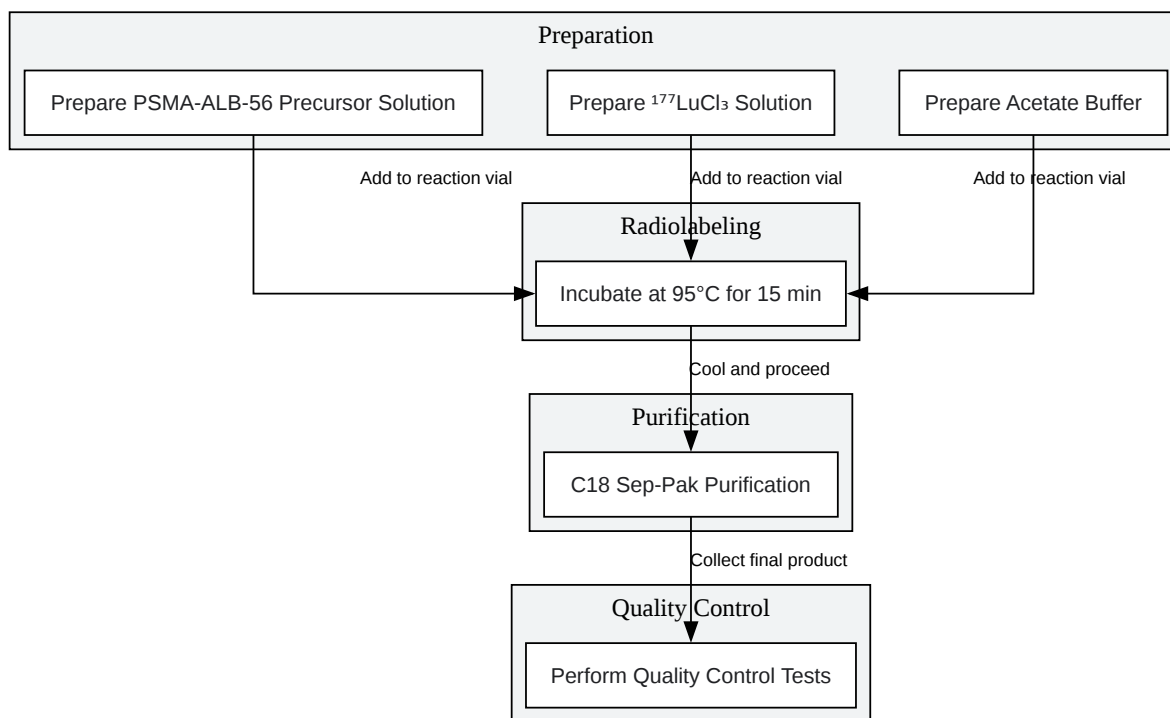 Preparation
Prepare PSMA-ALB-56 Precursor Solution
Prepare ¹⁷⁷LuCl₃ Solution
Prepare Acetate Buffer
Add to reaction vial
Add to reaction vial
Add to reaction vial
Radiolabeling
Incubate at 95°C for 15 min
Cool and proceed
Purification
C18 Sep-Pak Purification
Collect final product
Quality Control
Perform Quality Control Tests